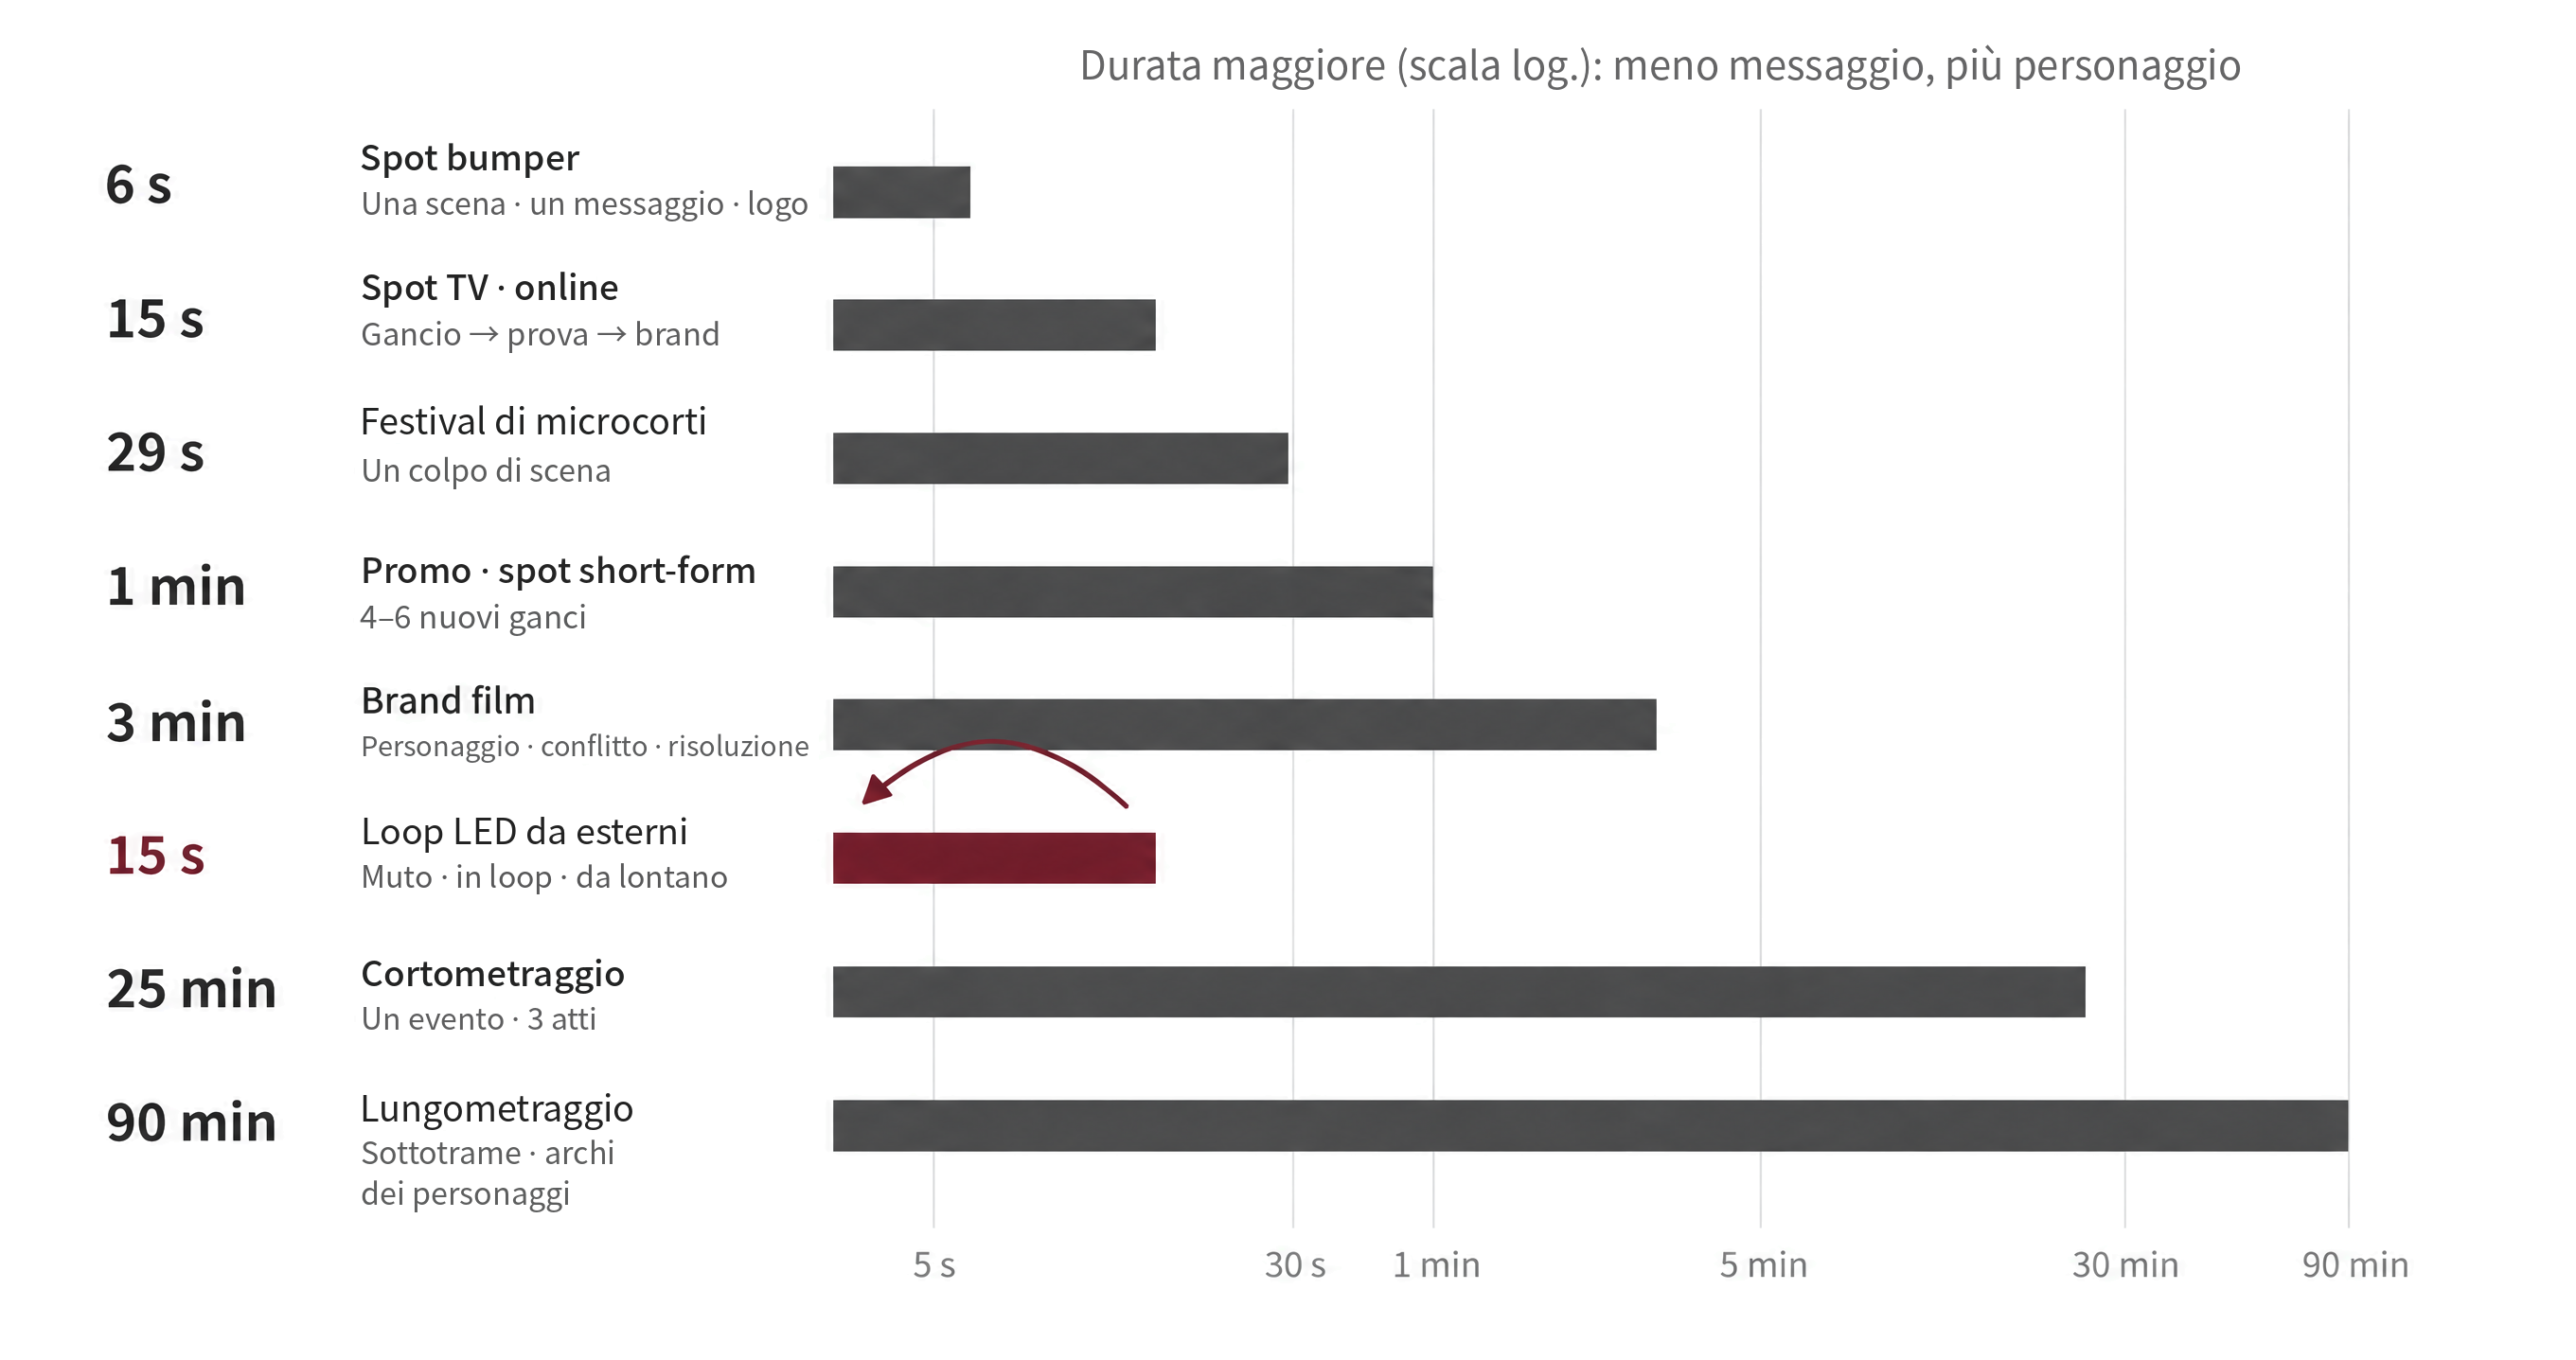 Durata maggiore (scala log.): meno messaggio, più personaggio
6 s
Spot bumper
Una scena · un messaggio · logo
15 s
Spot TV · online
Gancio → prova → brand
29 s
Festival di microcorti
Un colpo di scena
1 min
Promo · spot short-form
4–6 nuovi ganci
3 min
Brand film
Personaggio · conflitto · risoluzione
15 s
Loop LED da esterni
Muto · in loop · da lontano
25 min
Cortometraggio
Un evento · 3 atti
90 min
Lungometraggio
Sottotrame · archi
dei personaggi
5 s 30 s 1 min 5 min 30 min 90 min